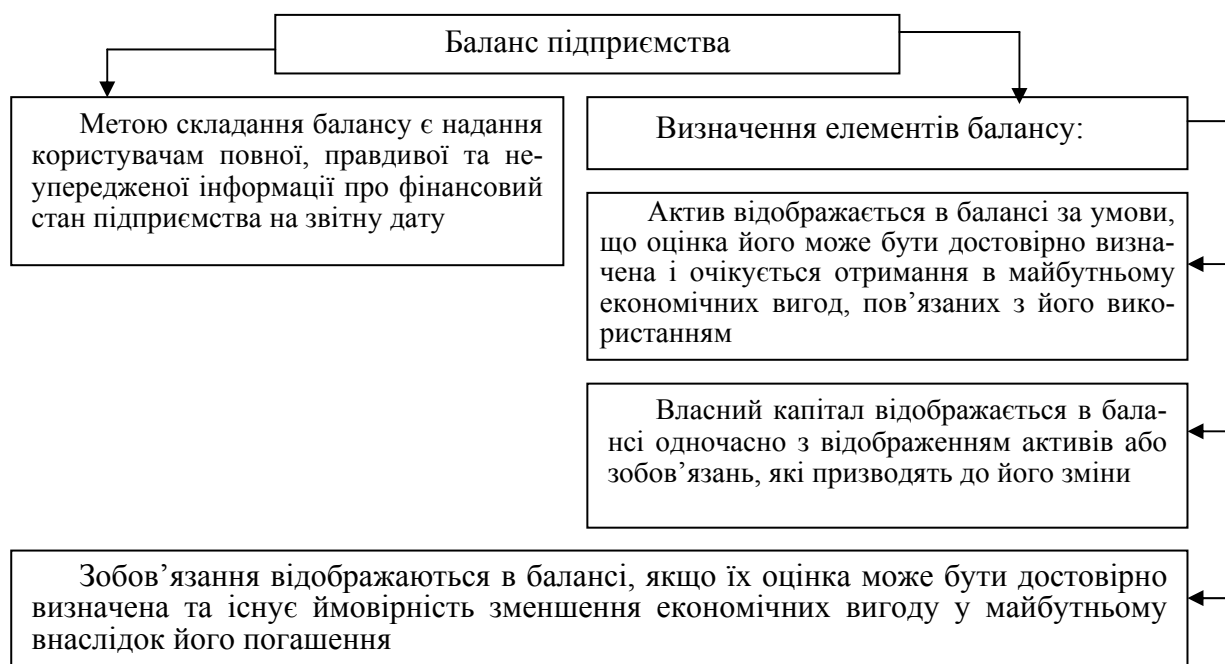 Баланс підприємства
Метою складання балансу є надання
користувачам повної, правдивої та не-
упередженої інформації про фінансовий
стан підприємства на звітну дату
Визначення елементів балансу:
Актив відображається в балансі за умови,
що оцінка його може бути достовірно визна-
чена і очікується отримання в майбутньому
економічних вигод, пов’язаних з його вико-
ристанням
Власний капітал відображається в бала-
нсі одночасно з відображенням активів або
зобов’язань, які призводять до його зміни
Зобов’язання відображаються в балансі, якщо їх оцінка може бути достовірно
визначена та існує ймовірність зменшення економічних вигоду у майбутньому
внаслідок його погашення